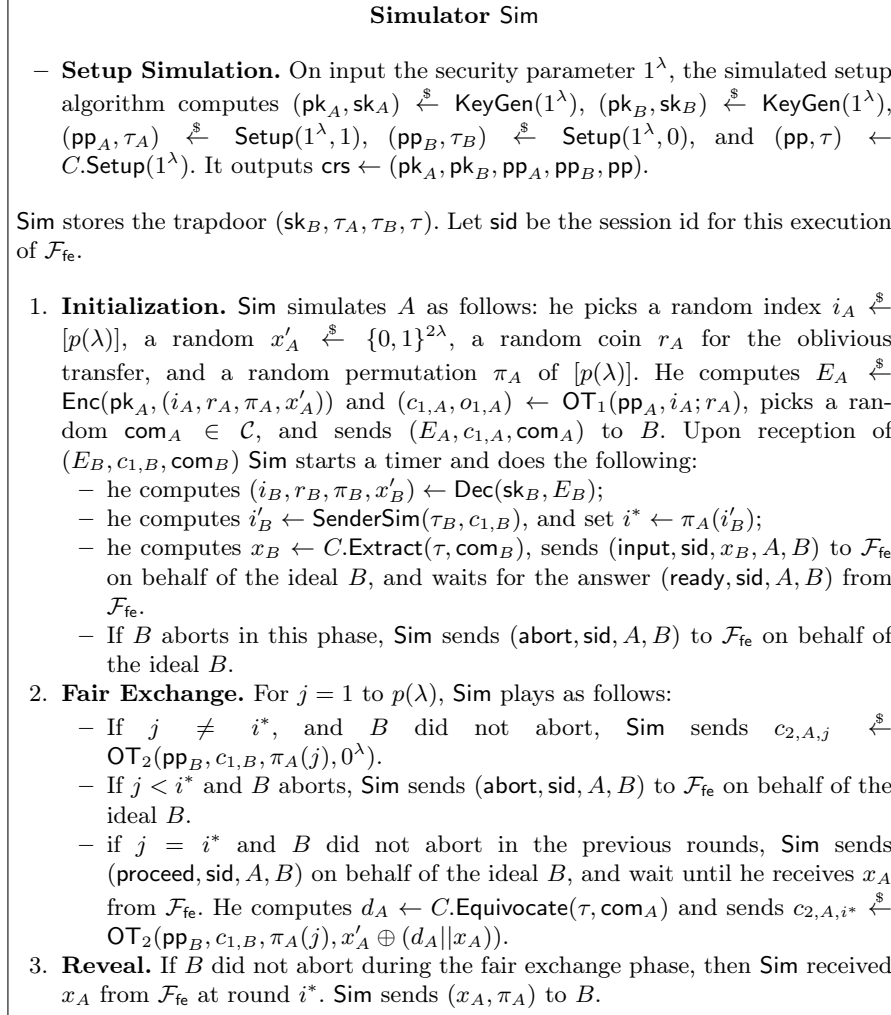 Simulator Sim
– Setup Simulation. On input the security parameter 1^λ, the simulated setup
algorithm computes (pk_A, sk_A) ←$ KeyGen(1^λ), (pk_B, sk_B) ←$ KeyGen(1^λ),
(pp_A, τ_A) ←$ Setup(1^λ, 1), (pp_B, τ_B) ←$ Setup(1^λ, 0), and (pp, τ) ←
C.Setup(1^λ). It outputs crs ← (pk_A, pk_B, pp_A, pp_B, pp).
Sim stores the trapdoor (sk_B, τ_A, τ_B, τ). Let sid be the session id for this execution
of F_fe.
1. Initialization. Sim simulates A as follows: he picks a random index i_A ←$
[p(λ)], a random x'_A ←$ {0, 1}^{2λ}, a random coin r_A for the oblivious
transfer, and a random permutation π_A of [p(λ)]. He computes E_A ←$
Enc(pk_A, (i_A, r_A, π_A, x'_A)) and (c_{1,A}, o_{1,A}) ← OT_1(pp_A, i_A; r_A), picks a ran-
dom com_A ∈ C, and sends (E_A, c_{1,A}, com_A) to B. Upon reception of
(E_B, c_{1,B}, com_B) Sim starts a timer and does the following:
– he computes (i_B, r_B, π_B, x'_B) ← Dec(sk_B, E_B);
– he computes i'_B ← SenderSim(τ_B, c_{1,B}), and set i* ← π_A(i'_B);
– he computes x_B ← C.Extract(τ, com_B), sends (input, sid, x_B, A, B) to F_fe
on behalf of the ideal B, and waits for the answer (ready, sid, A, B) from
F_fe.
– If B aborts in this phase, Sim sends (abort, sid, A, B) to F_fe on behalf of
the ideal B.
2. Fair Exchange. For j = 1 to p(λ), Sim plays as follows:
– If j ≠ i*, and B did not abort, Sim sends c_{2,A,j} ←$
OT_2(pp_B, c_{1,B}, π_A(j), 0^λ).
– If j < i* and B aborts, Sim sends (abort, sid, A, B) to F_fe on behalf of the
ideal B.
– if j = i* and B did not abort in the previous rounds, Sim sends
(proceed, sid, A, B) on behalf of the ideal B, and wait until he receives x_A
from F_fe. He computes d_A ← C.Equivocate(τ, com_A) and sends c_{2,A,i*} ←$
OT_2(pp_B, c_{1,B}, π_A(j), x'_A ⊕ (d_A||x_A)).
3. Reveal. If B did not abort during the fair exchange phase, then Sim received
x_A from F_fe at round i*. Sim sends (x_A, π_A) to B.